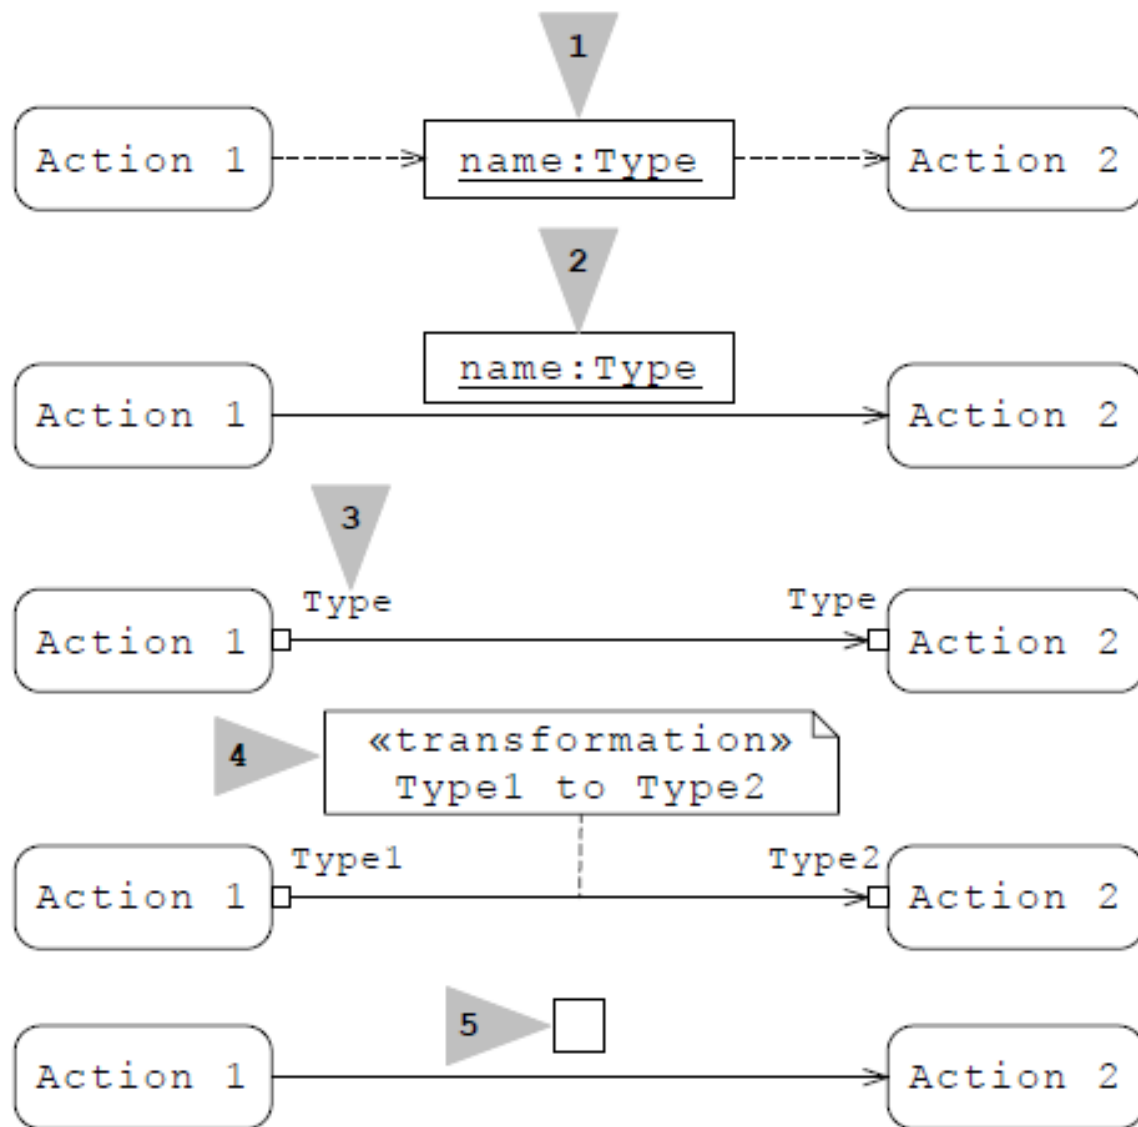 1
Action 1
name:Type
Action 2
2
name:Type
Action 1
Action 2
3
Type
Type
Action 1
Action 2
4
«transformation»
Type1 to Type2
Type1
Type2
Action 1
Action 2
5
Action 1
Action 2